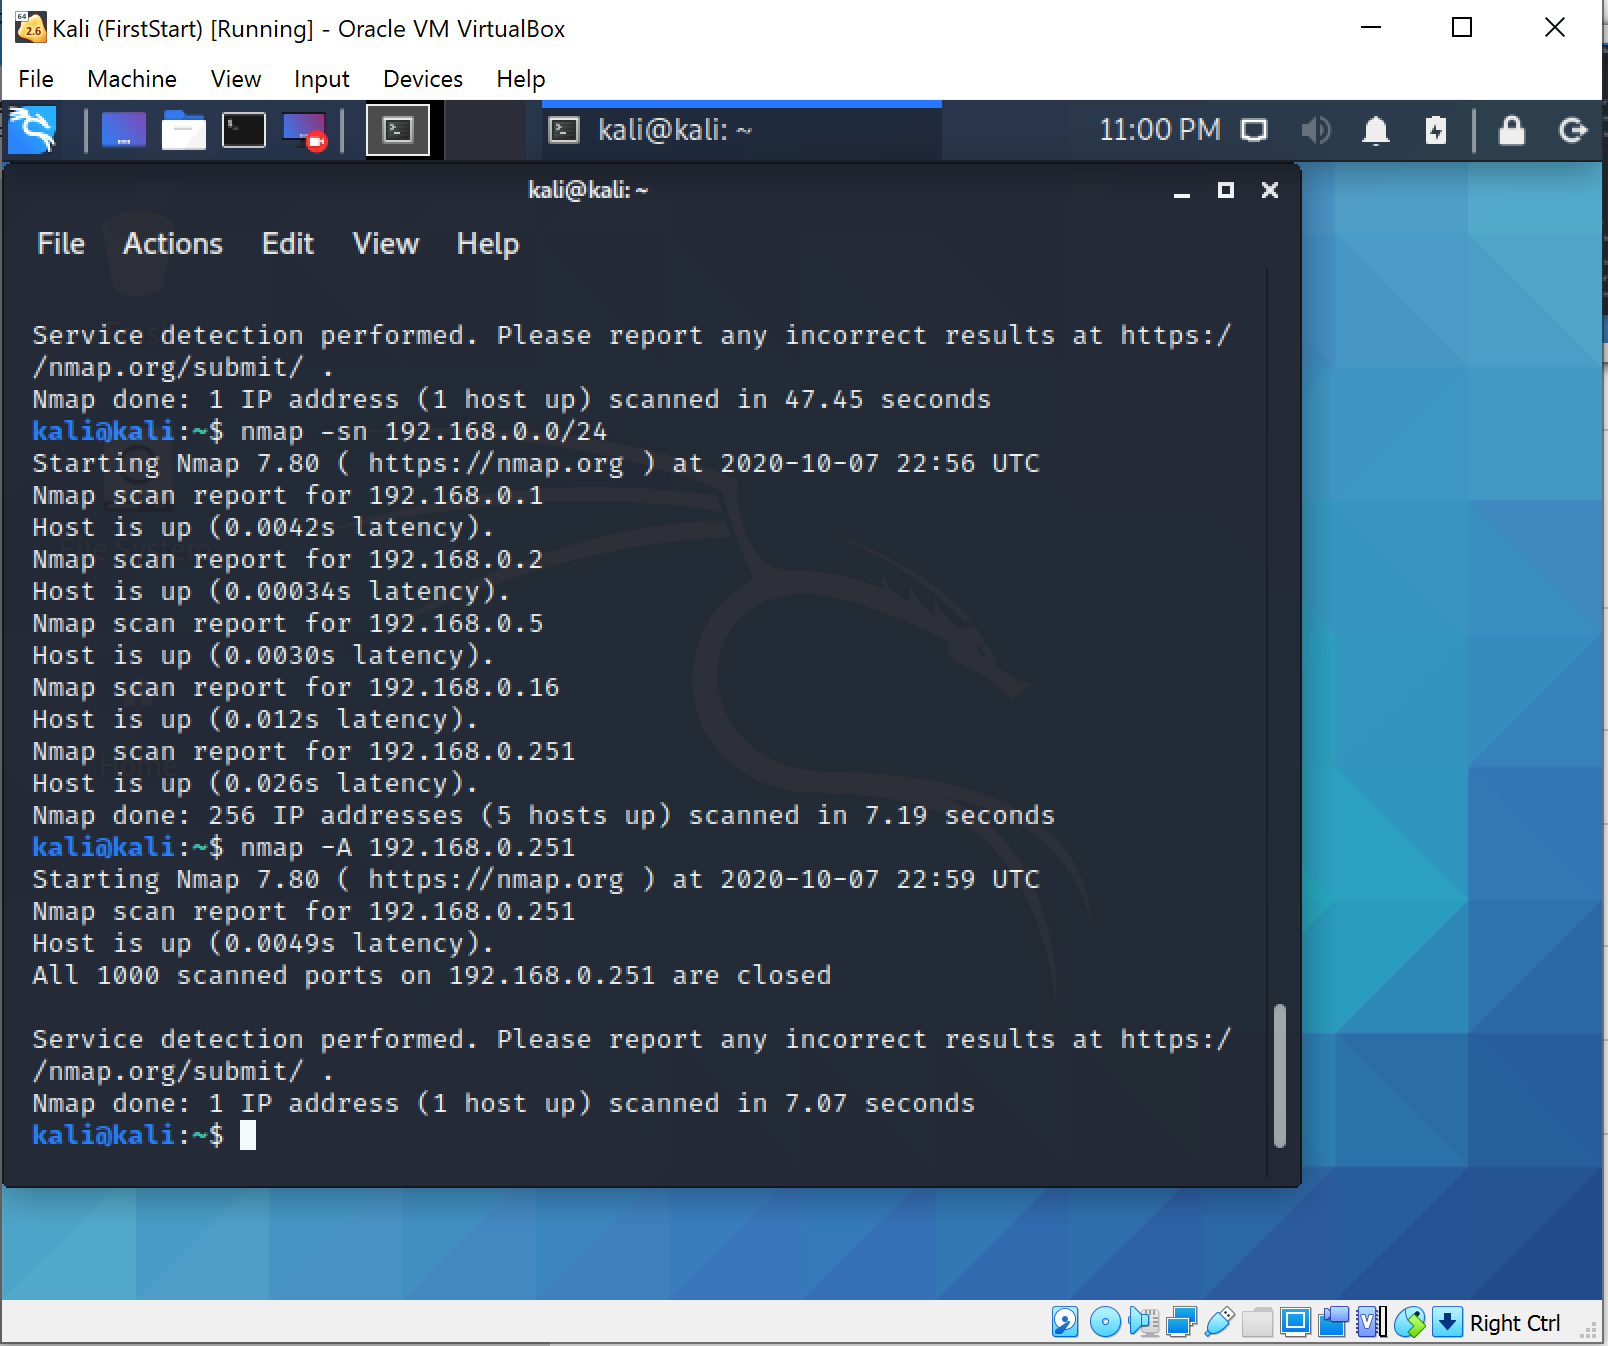 Kali (FirstStart) [Running] - Oracle VM VirtualBox
File Machine View Input Devices Help
kali@kali: ~ 11:00 PM
kali@kali: ~
File Actions Edit View Help
Service detection performed. Please report any incorrect results at https:/
/nmap.org/submit/ .
Nmap done: 1 IP address (1 host up) scanned in 47.45 seconds
kali@kali:~$ nmap -sn 192.168.0.0/24
Starting Nmap 7.80 ( https://nmap.org ) at 2020-10-07 22:56 UTC
Nmap scan report for 192.168.0.1
Host is up (0.0042s latency).
Nmap scan report for 192.168.0.2
Host is up (0.00034s latency).
Nmap scan report for 192.168.0.5
Host is up (0.0030s latency).
Nmap scan report for 192.168.0.16
Host is up (0.012s latency).
Nmap scan report for 192.168.0.251
Host is up (0.026s latency).
Nmap done: 256 IP addresses (5 hosts up) scanned in 7.19 seconds
kali@kali:~$ nmap -A 192.168.0.251
Starting Nmap 7.80 ( https://nmap.org ) at 2020-10-07 22:59 UTC
Nmap scan report for 192.168.0.251
Host is up (0.0049s latency).
All 1000 scanned ports on 192.168.0.251 are closed
Service detection performed. Please report any incorrect results at https:/
/nmap.org/submit/ .
Nmap done: 1 IP address (1 host up) scanned in 7.07 seconds
kali@kali:~$
Right Ctrl